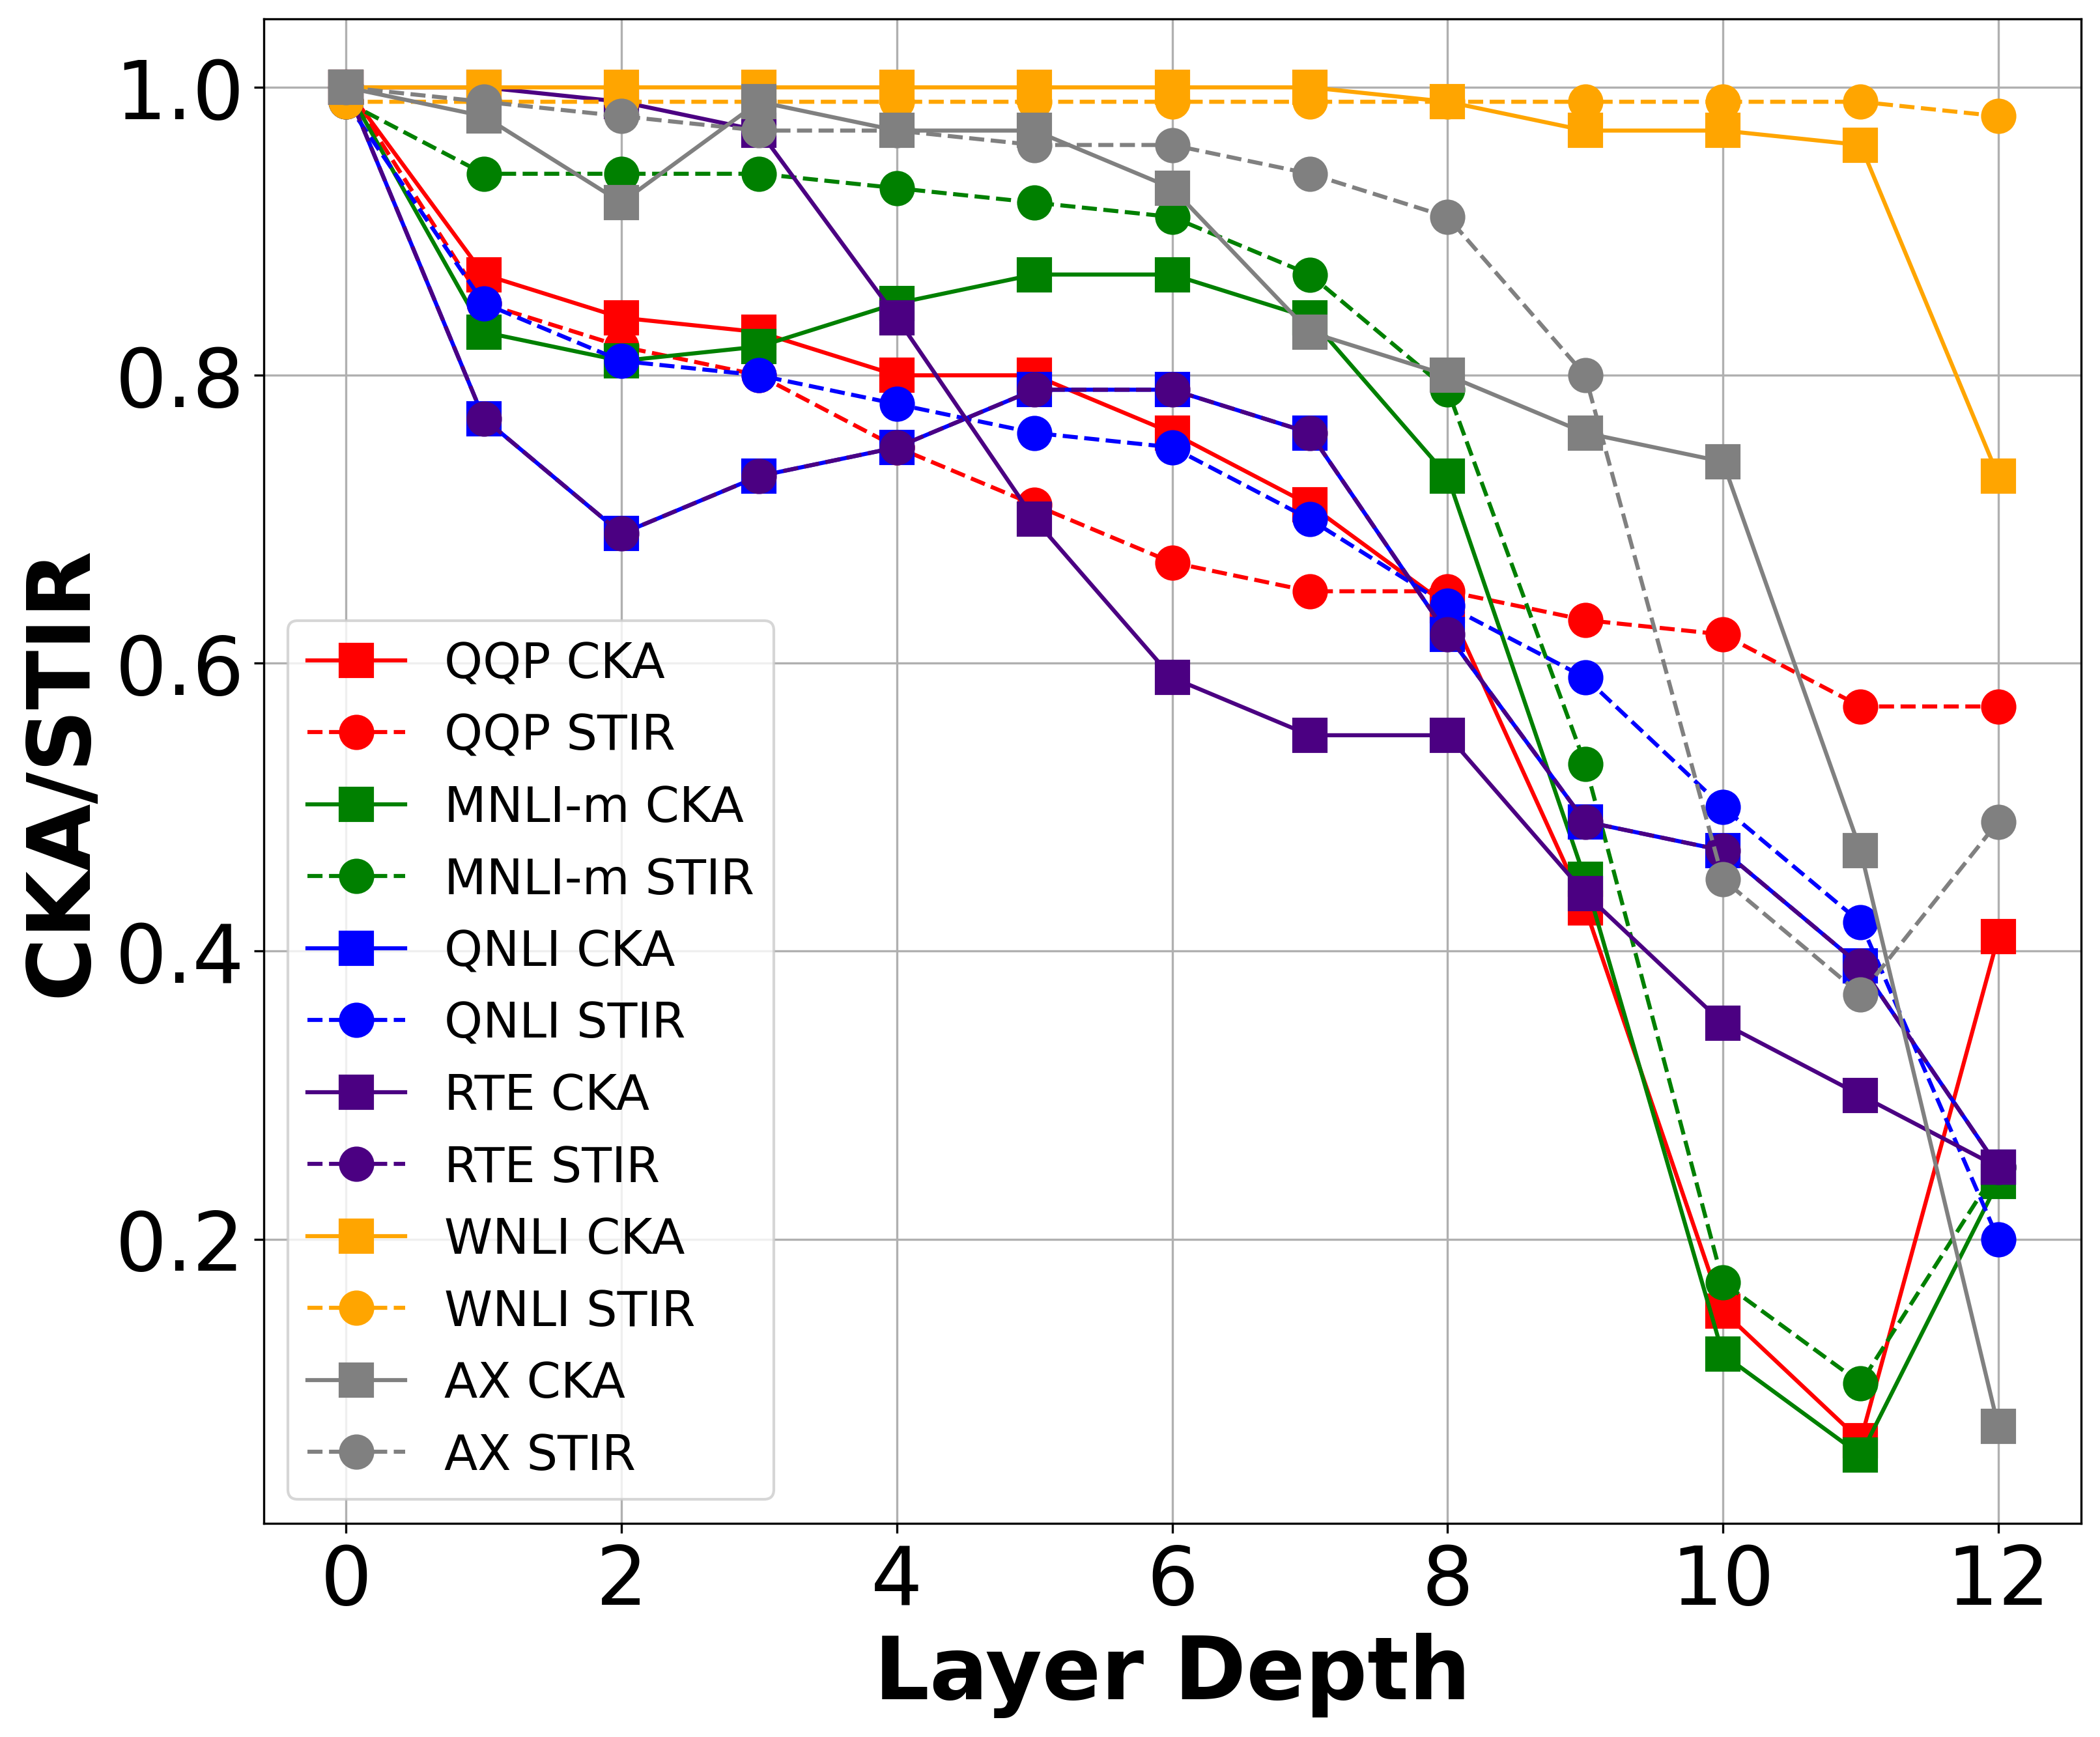 CKA/STIR
1.0
0.8
0.6
0.4
0.2
QQP CKA
QQP STIR
MNLI-m CKA
MNLI-m STIR
QNLI CKA
QNLI STIR
RTE CKA
RTE STIR
WNLI CKA
WNLI STIR
AX CKA
AX STIR
0 2 4 6 8 10 12
Layer Depth